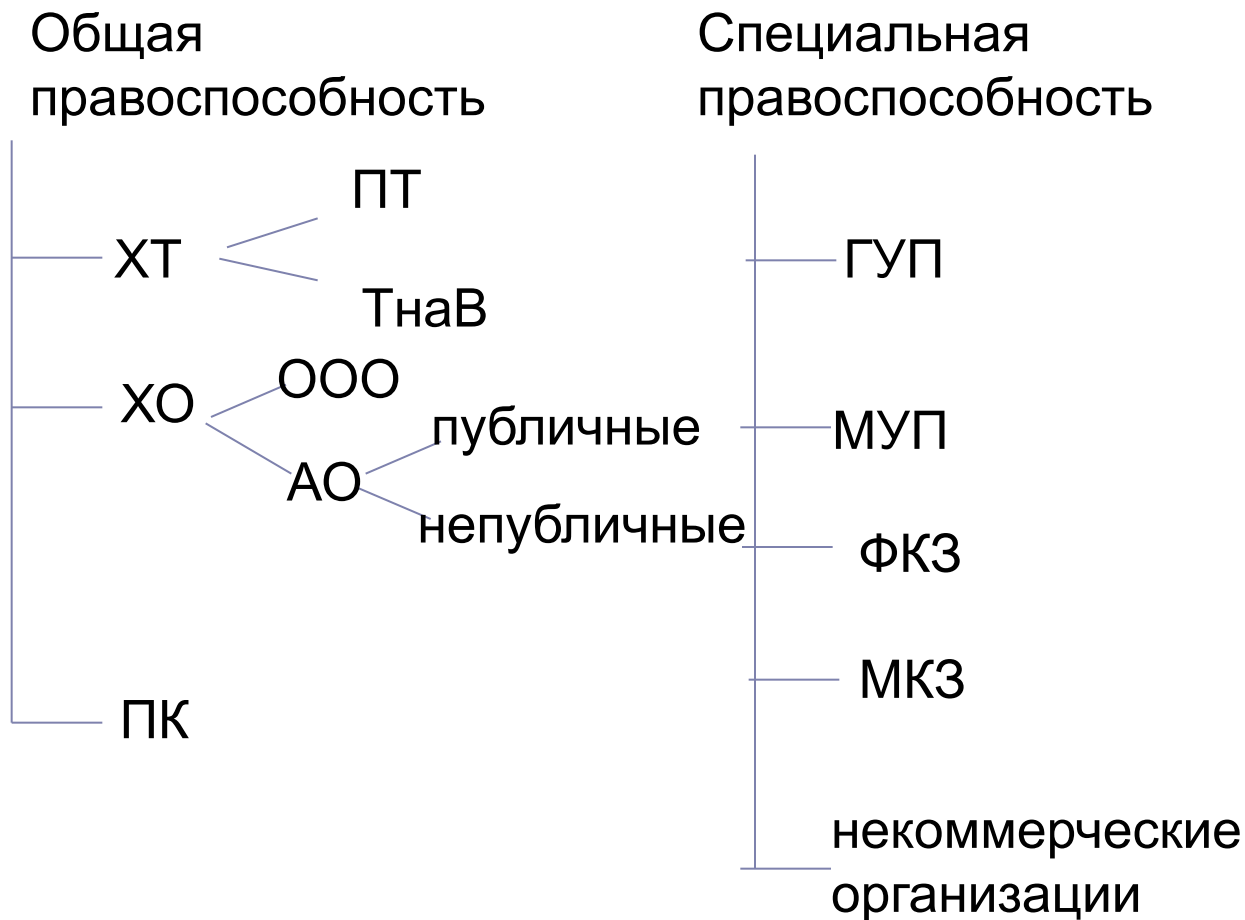 Общая
правоспособность
ПТ
ХТ
ТнаВ
ООО
ХО
публичные
АО
непубличные
ПК
Специальная
правоспособность
ГУП
МУП
ФКЗ
МКЗ
некоммерческие
организации